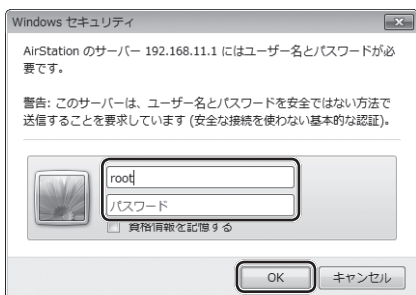 Windows セキュリティ
AirStation のサーバー 192.168.11.1 にはユーザー名とパスワードが必
要です。
警告: このサーバーは、ユーザー名とパスワードを安全ではない方法で
送信することを要求しています (安全な接続を使わない基本的な認証)。
root
パスワード
資格情報を記憶する
OK
キャンセル